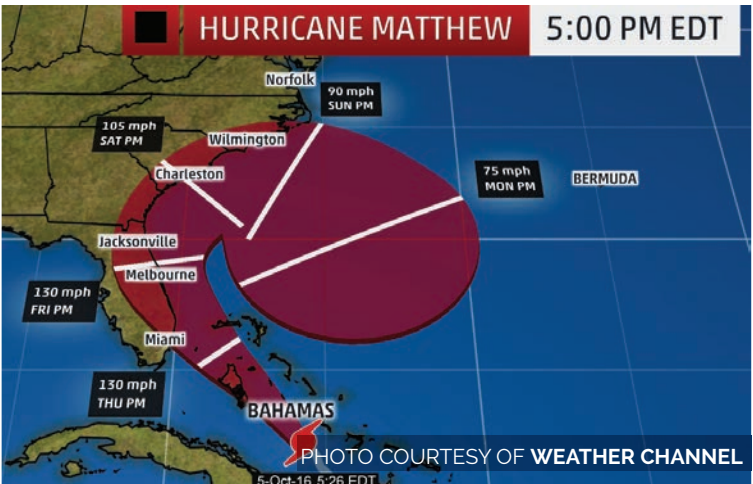 HURRICANE MATTHEW
5:00 PM EDT
Norfolk
90 mph
SUN PM
105 mph
SAT PM
Wilmington
Charleston
75 mph
MON PM
BERMUDA
Jacksonville
Melbourne
130 mph
FRI PM
Miami
130 mph
THU PM
BAHAMAS
PHOTO COURTESY OF WEATHER CHANNEL
5-Oct-16 5:26 EDT